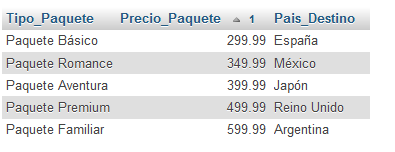 Tipo_Paquete Precio_Paquete 1 Pais_Destino
Paquete Básico 299.99 España
Paquete Romance 349.99 México
Paquete Aventura 399.99 Japón
Paquete Premium 499.99 Reino Unido
Paquete Familiar 599.99 Argentina